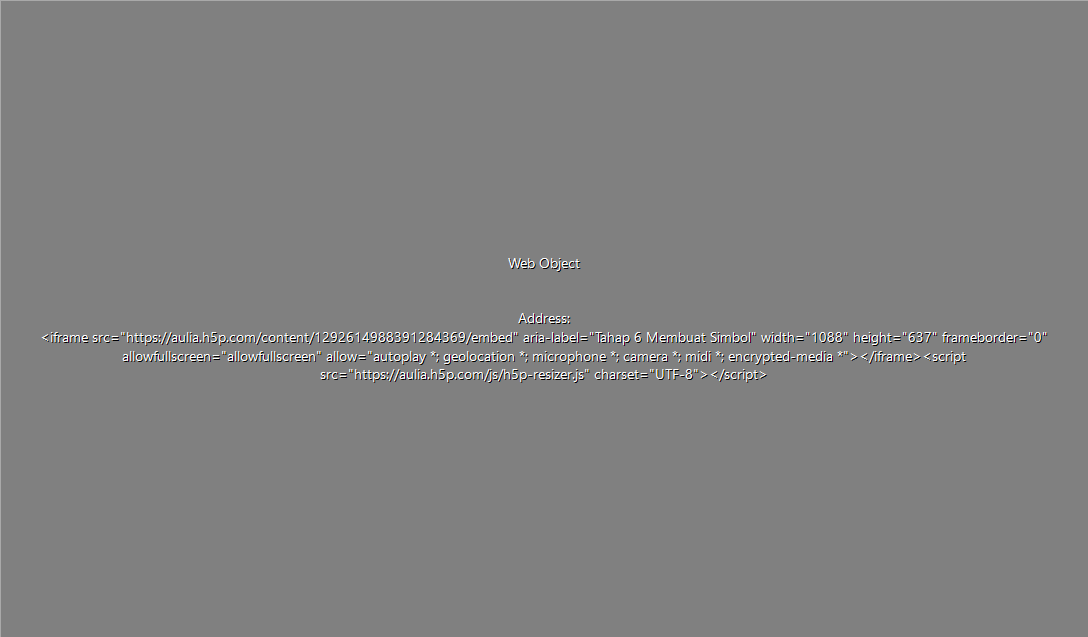 Web Object
Address:
<iframe src="https://aulia.h5p.com/content/1292614988391284369/embed" aria-label="Tahap 6 Membuat Simbol" width="1088" height="637" frameborder="0"
allowfullscreen="allowfullscreen" allow="autoplay *; geolocation *; microphone *; camera *; midi *; encrypted-media *"></iframe><script
src="https://aulia.h5p.com/js/h5p-resizer.js" charset="UTF-8"></script>